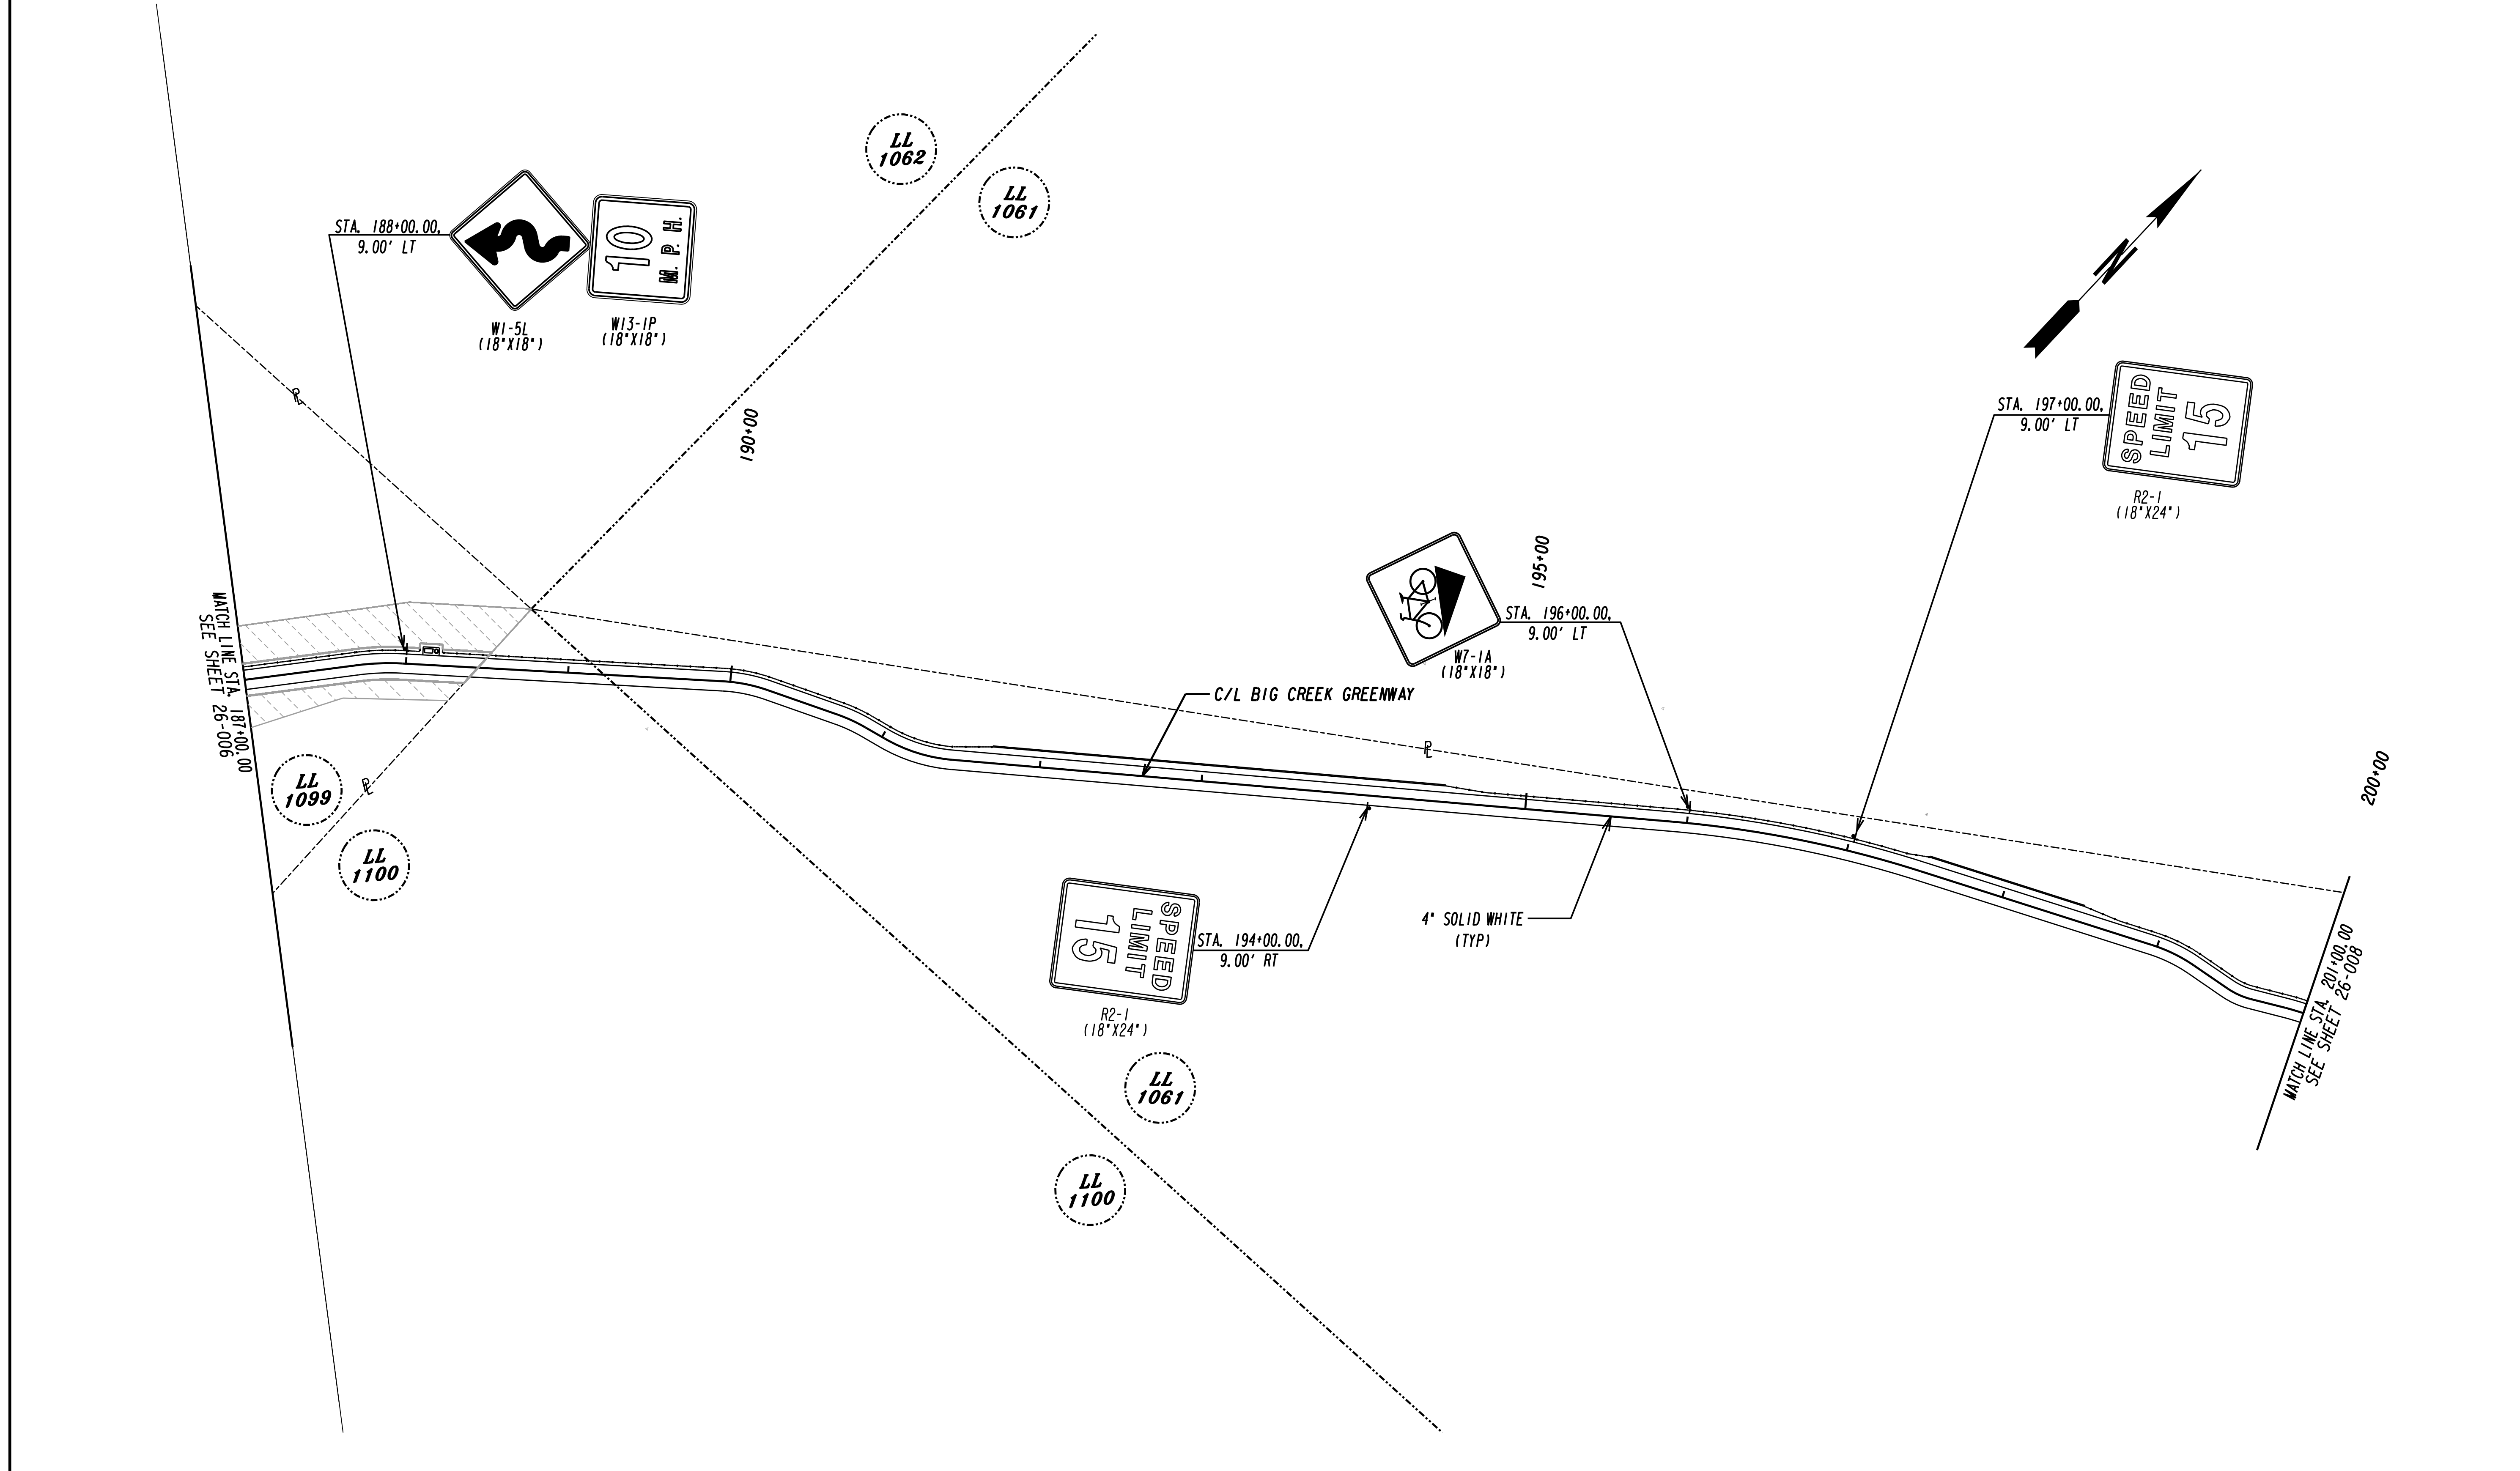 LL
1062
LL
1061
STA. 188+00.00,
9.00' LT
10
M. P. H.
W1-5L
(18"X18")
W13-1P
(18"X18")
N
SPEED
LIMIT
15
STA. 197+00.00,
9.00' LT
R2-1
(18"X24")
PL
190+00
195+00
STA. 196+00.00,
9.00' LT
W7-1A
(18"X18")
C/L BIG CREEK GREENWAY
PL
MATCH LINE STA. 187+00.00
SEE SHEET 26-006
LL
1099
PL
LL
1100
200+00
SPEED
LIMIT
15
STA. 194+00.00,
9.00' RT
R2-1
(18"X24")
4" SOLID WHITE
(TYP)
MATCH LINE STA. 201+00.00
SEE SHEET 26-008
LL
1061
LL
1100